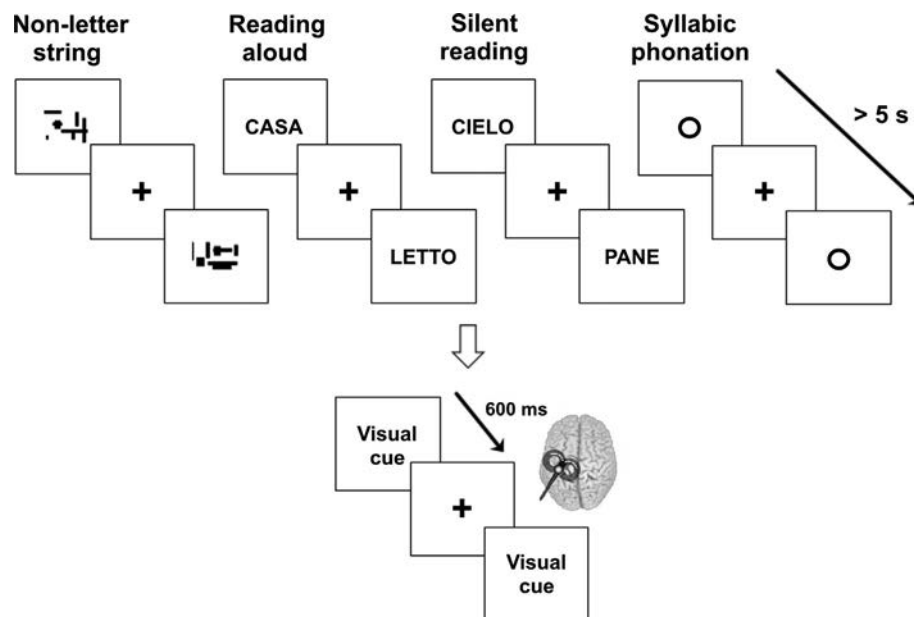 Non-letter
string
Reading
aloud
Silent
reading
Syllabic
phonation
> 5 s
CASA
CIELO
+
+
+
+
LETTO
PANE
600 ms
Visual
cue
+
Visual
cue